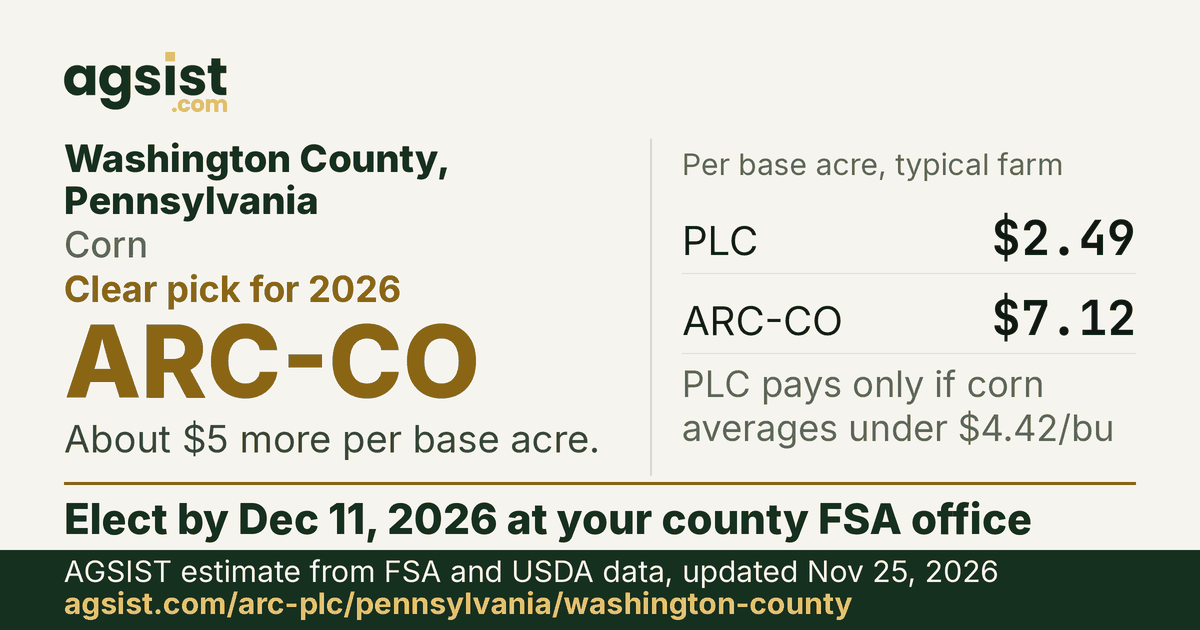 agsist
.com
Washington County,
Pennsylvania
Corn
Clear pick for 2026
ARC-CO
About $5 more per base acre.
Per base acre, typical farm
PLC $2.49
ARC-CO $7.12
PLC pays only if corn
averages under $4.42/bu
Elect by Dec 11, 2026 at your county FSA office
AGSIST estimate from FSA and USDA data, updated Nov 25, 2026
agsist.com/arc-plc/pennsylvania/washington-county